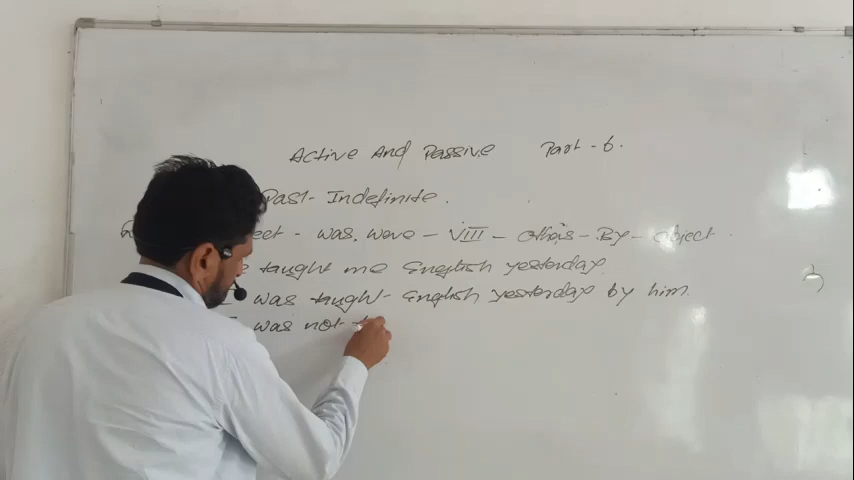 Active And Passive Part - 6.
Past - Indefinite.
ect - was, were - VIII - Others - By - object.
e taught me English yesterday.
I was taught - English yesterday by him.
I was not t